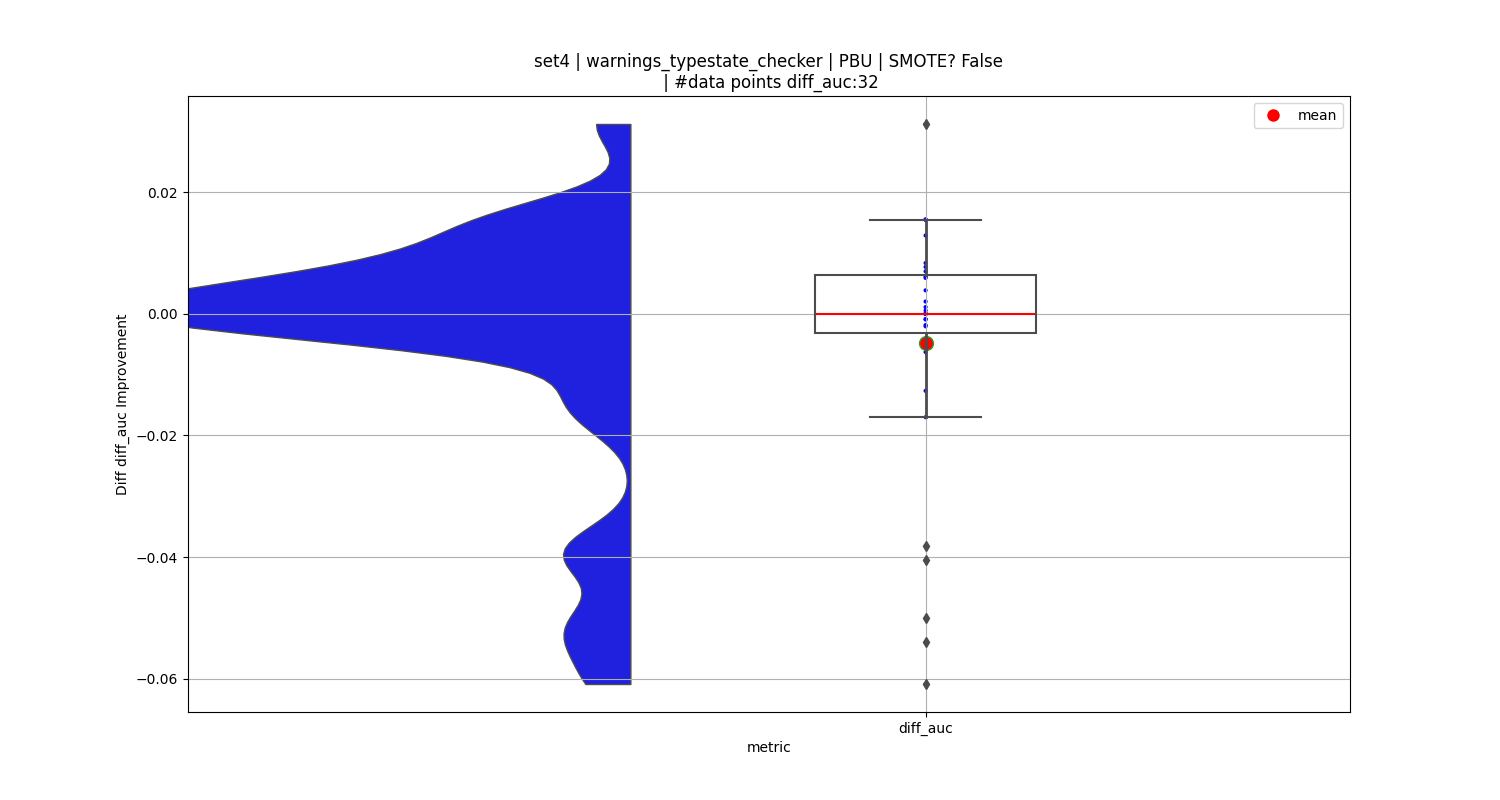 set4 | warnings_typestate_checker | PBU | SMOTE? False
| #data points diff_auc:32
mean
0.02
0.00
−0.02
−0.04
−0.06
Diff diff_auc Improvement
diff_auc
metric